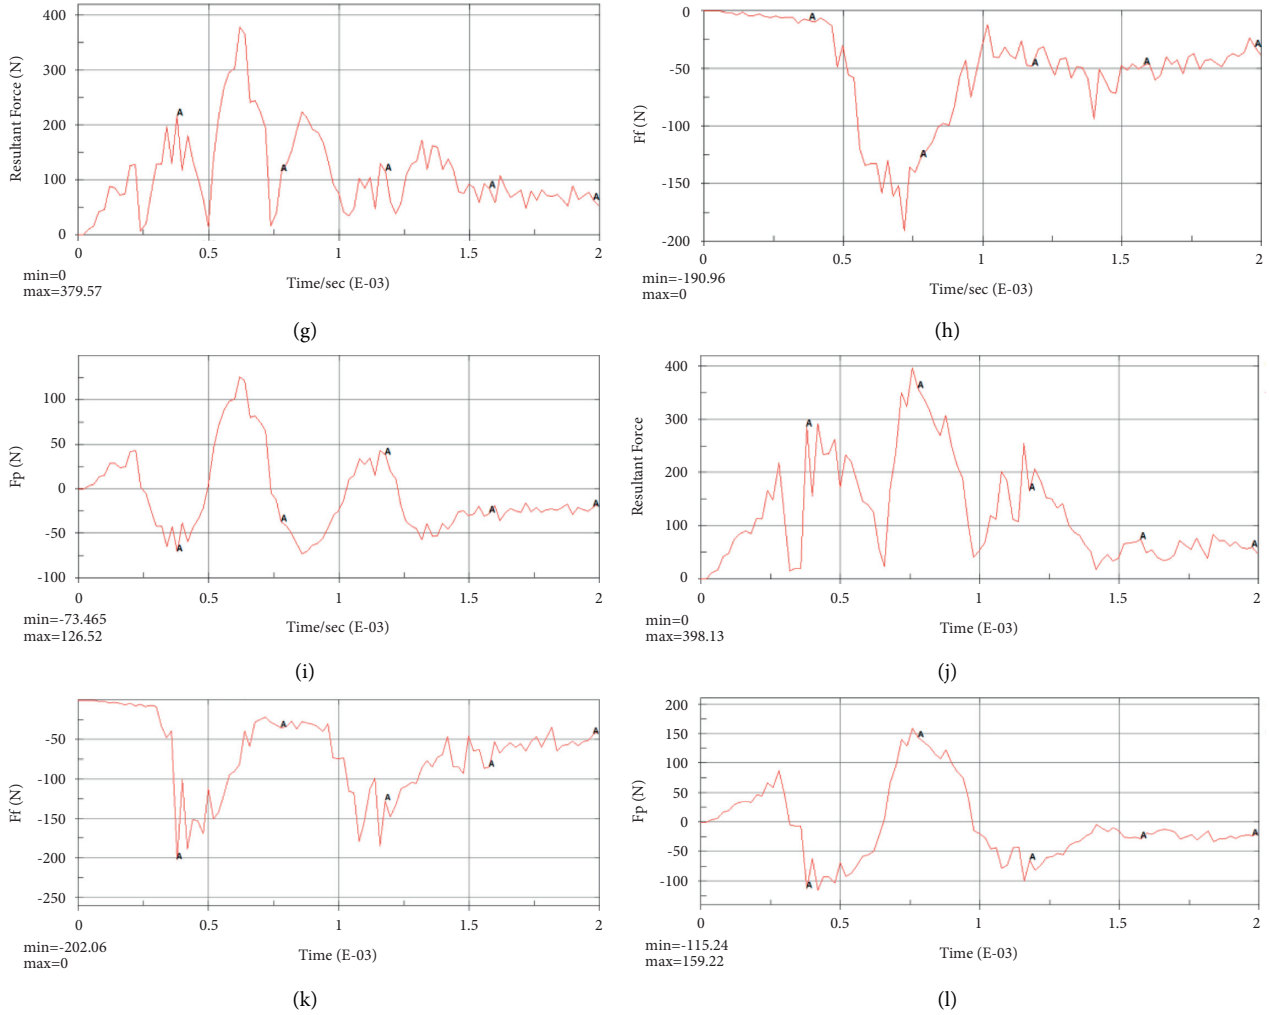 400
300
200
100
0
Resultant Force (N)
A A A A A
0 0.5 1 1.5 2
min=0
max=379.57
Time/sec (E-03)
(g)
0
-50
-100
-150
-200
Ff (N)
A A A A A
0 0.5 1 1.5 2
min=-190.96
max=0
Time/sec (E-03)
(h)
100
50
0
-50
-100
Fp (N)
A A A A A
0 0.5 1 1.5 2
min=-73.465
max=126.52
Time/sec (E-03)
(i)
400
300
200
100
0
Resultant Force
A A A A A
0 0.5 1 1.5 2
min=0
max=398.13
Time (E-03)
(j)
-50
-100
-150
-200
-250
Ff (N)
A A A A A
0 0.5 1 1.5 2
min=-202.06
max=0
Time (E-03)
(k)
200
150
100
50
0
-50
-100
Fp (N)
A A A A A
0 0.5 1 1.5 2
min=-115.24
max=159.22
Time (E-03)
(l)